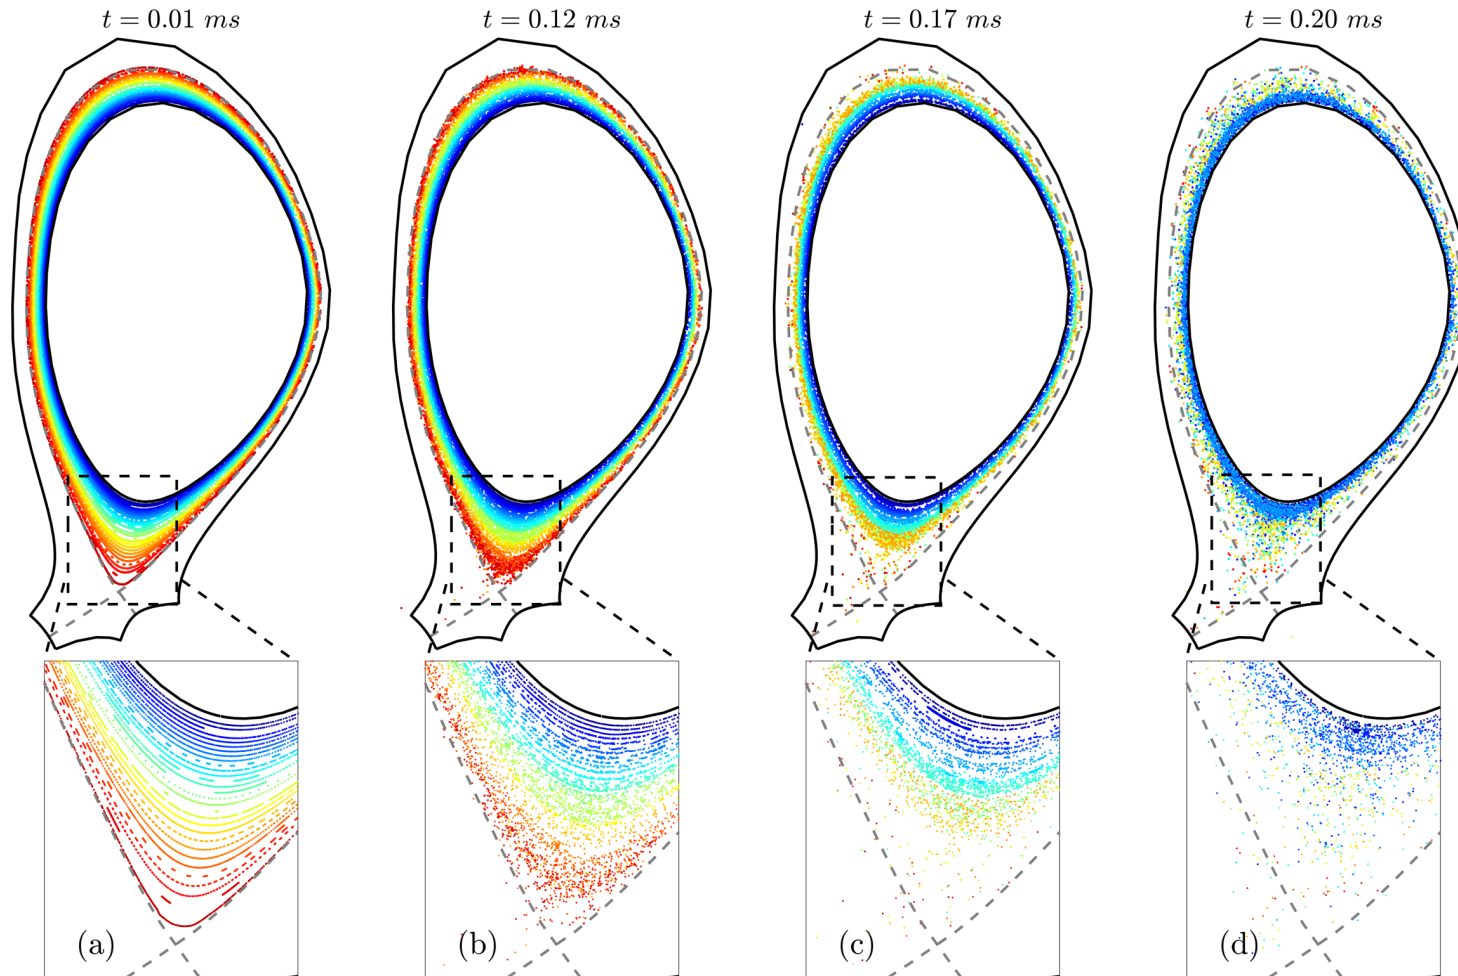 t = 0.01 ms
t = 0.12 ms
t = 0.17 ms
t = 0.20 ms
(a)
(b)
(c)
(d)